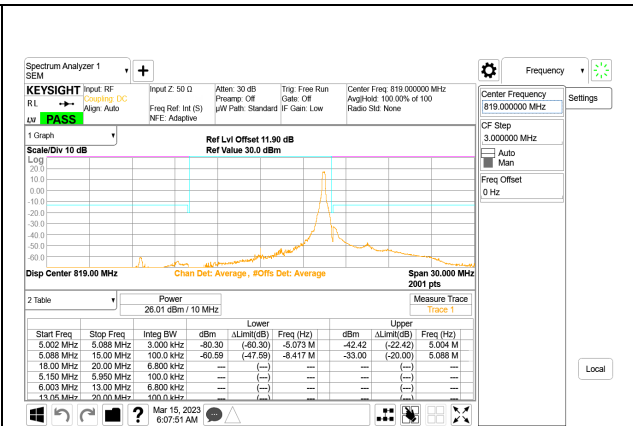 Spectrum Analyzer 1
SEM
Frequency
KEYSIGHT
Input: RF
Input Z: 50 Ω
Atten: 30 dB
Trig: Free Run
Center Freq: 819.000000 MHz
RL
Coupling: DC
Preamp: Off
Gate: Off
Avg|Hold: 100.00% of 100
Align: Auto
Freq Ref: Int (S)
µW Path: Standard
IF Gain: Low
Radio Std: None
LXI
PASS
NFE: Adaptive
Center Frequency
819.000000 MHz
Settings
CF Step
3.000000 MHz
Auto
Man
Freq Offset
0 Hz
1 Graph
Ref Lvl Offset 11.90 dB
Scale/Div 10 dB
Ref Value 30.0 dBm
Log
20.0
10.0
0.00
-10.0
-20.0
-30.0
-40.0
-50.0
-60.0
Disp Center 819.00 MHz
Chan Det: Average, #Offs Det: Average
Span 30.000 MHz
2001 pts
2 Table
Power
26.01 dBm / 10 MHz
Measure Trace
Trace 1
Lower Upper
Start Freq Stop Freq Integ BW dBm ΔLimit(dB) Freq (Hz) dBm ΔLimit(dB) Freq (Hz)
5.002 MHz 5.088 MHz 3.000 kHz -80.30 (-60.30) -5.073 M -42.42 (-22.42) 5.004 M
5.088 MHz 15.00 MHz 100.0 kHz -60.59 (-47.59) -8.417 M -33.00 (-20.00) 5.088 M
18.00 MHz 20.00 MHz 6.800 kHz --- (---) --- --- (---) ---
5.150 MHz 5.950 MHz 100.0 kHz --- (---) --- --- (---) ---
6.003 MHz 13.00 MHz 6.800 kHz --- (---) --- --- (---) ---
13.05 MHz 20.00 MHz 100.0 kHz --- (---) --- --- (---) ---
Local
?
Mar 15, 2023
6:07:51 AM